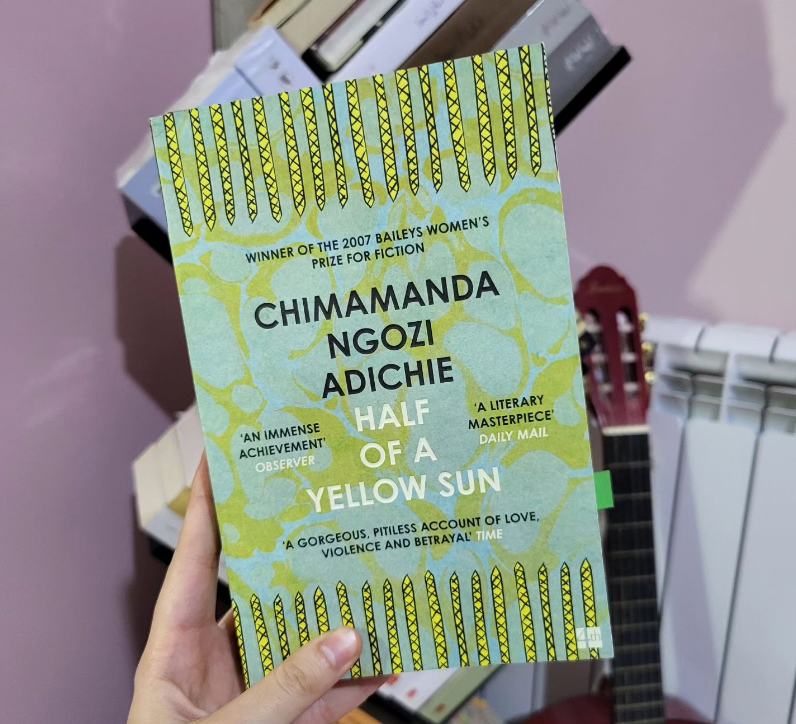 WINNER OF THE 2007 BAILEYS WOMEN'S
PRIZE FOR FICTION
CHIMAMANDA
NGOZI
ADICHIE
HALF
OF A
YELLOW SUN
'AN IMMENSE
ACHIEVEMENT'
OBSERVER
'A LITERARY
MASTERPIECE'
DAILY MAIL
'A GORGEOUS, PITILESS ACCOUNT OF LOVE,
VIOLENCE AND BETRAYAL' TIME
4th